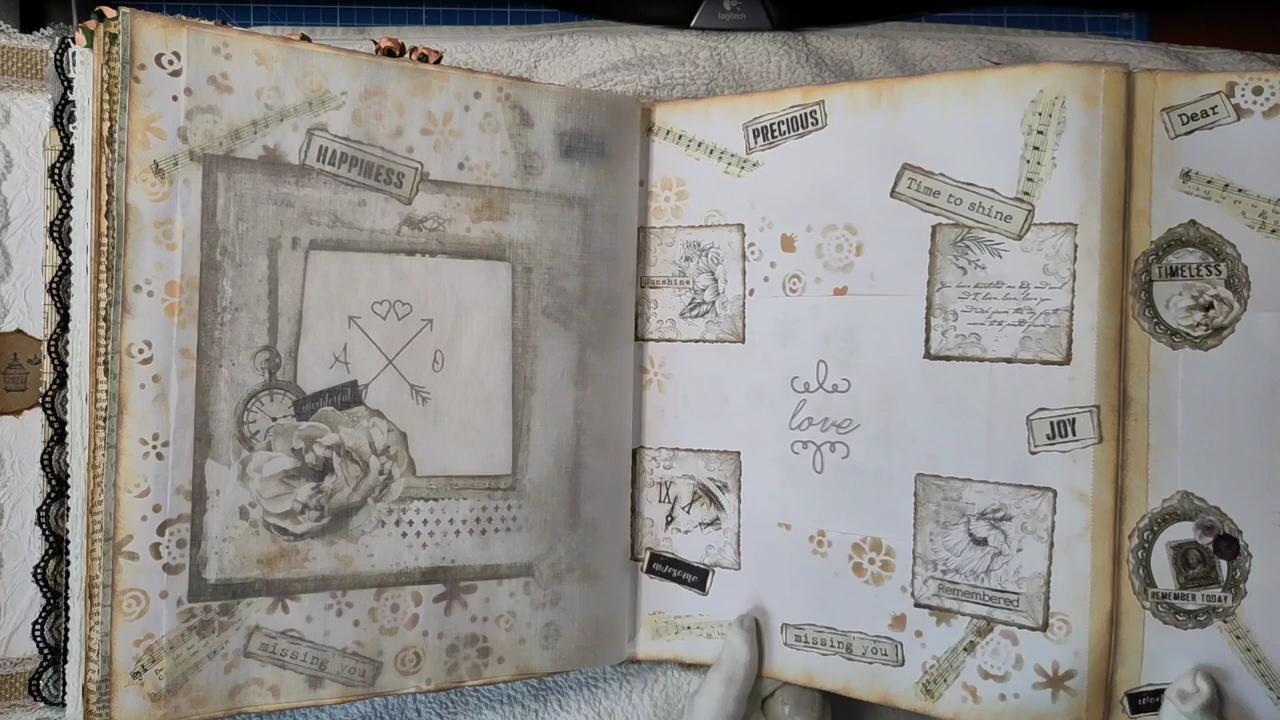 logitech
HAPPINESS
A
wonderful
missing you
PRECIOUS
Time to shine
Sunshine
love
JOY
IX
awesome
Remembered
missing you
Dear
TIMELESS
REMEMBER TODAY